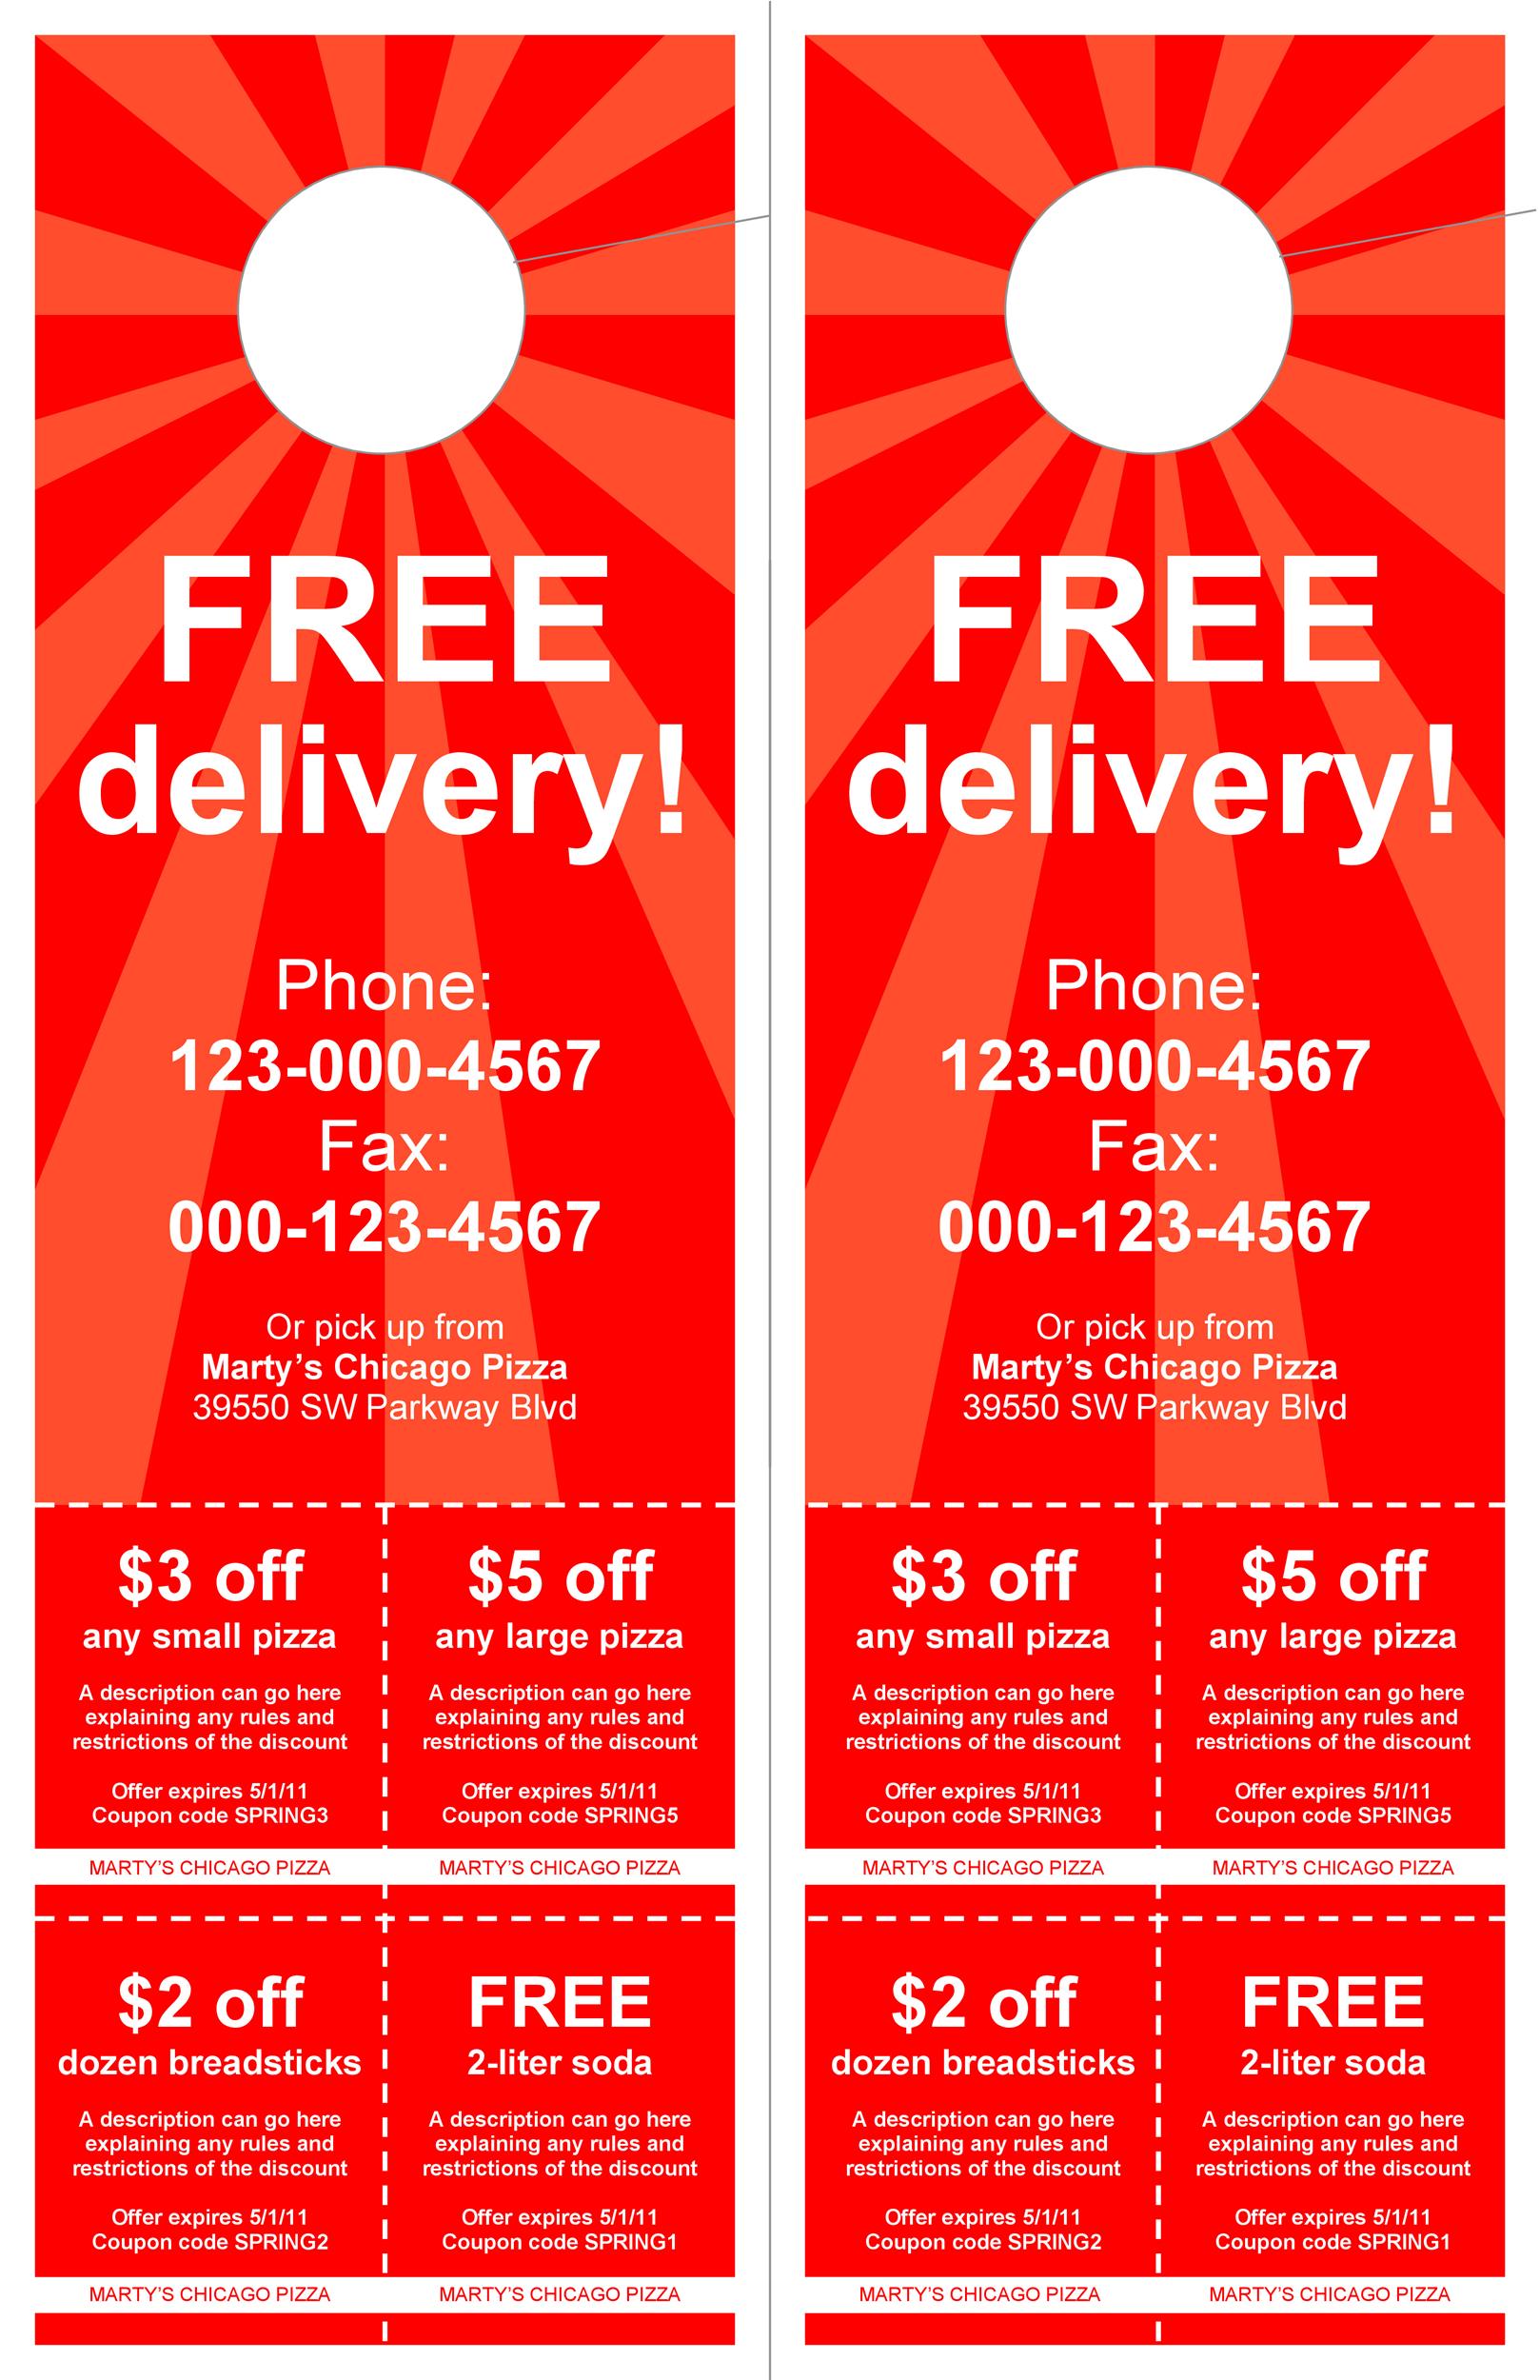 FREE
delivery!
Phone:
123-000-4567
Fax:
000-123-4567
Or pick up from
Marty’s Chicago Pizza
39550 SW Parkway Blvd
$3 off
any small pizza
A description can go here
explaining any rules and
restrictions of the discount
Offer expires 5/1/11
Coupon code SPRING3
MARTY’S CHICAGO PIZZA
$5 off
any large pizza
A description can go here
explaining any rules and
restrictions of the discount
Offer expires 5/1/11
Coupon code SPRING5
MARTY’S CHICAGO PIZZA
$2 off
dozen breadsticks
A description can go here
explaining any rules and
restrictions of the discount
Offer expires 5/1/11
Coupon code SPRING2
MARTY’S CHICAGO PIZZA
FREE
2-liter soda
A description can go here
explaining any rules and
restrictions of the discount
Offer expires 5/1/11
Coupon code SPRING1
MARTY’S CHICAGO PIZZA
FREE
delivery!
Phone:
123-000-4567
Fax:
000-123-4567
Or pick up from
Marty’s Chicago Pizza
39550 SW Parkway Blvd
$3 off
any small pizza
A description can go here
explaining any rules and
restrictions of the discount
Offer expires 5/1/11
Coupon code SPRING3
MARTY’S CHICAGO PIZZA
$5 off
any large pizza
A description can go here
explaining any rules and
restrictions of the discount
Offer expires 5/1/11
Coupon code SPRING5
MARTY’S CHICAGO PIZZA
$2 off
dozen breadsticks
A description can go here
explaining any rules and
restrictions of the discount
Offer expires 5/1/11
Coupon code SPRING2
MARTY’S CHICAGO PIZZA
FREE
2-liter soda
A description can go here
explaining any rules and
restrictions of the discount
Offer expires 5/1/11
Coupon code SPRING1
MARTY’S CHICAGO PIZZA